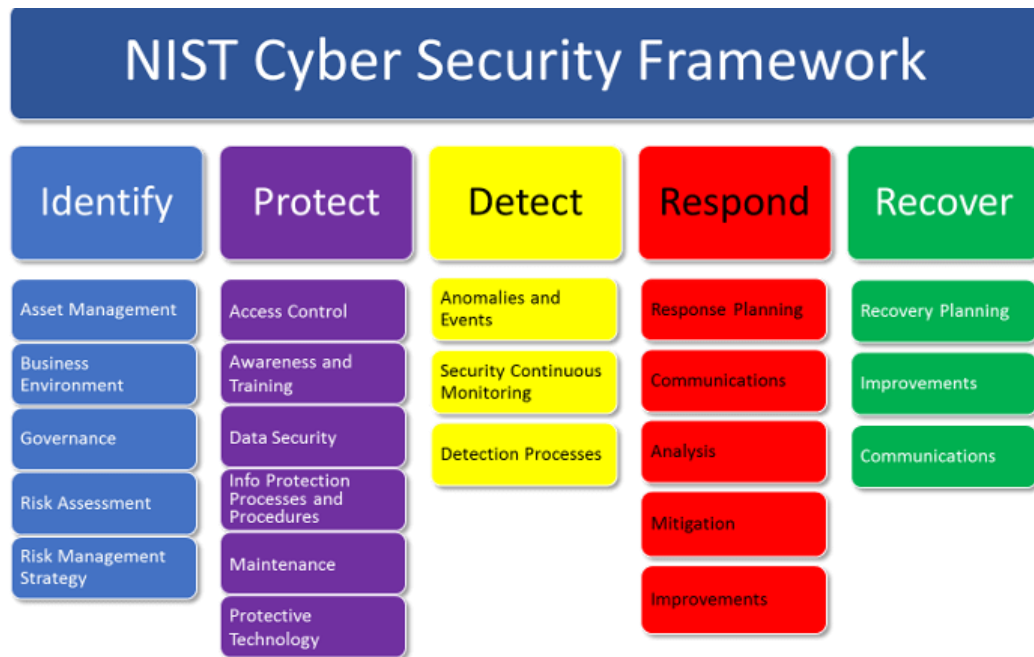 NIST Cyber Security Framework
Identify
Asset Management
Business
Environment
Governance
Risk Assessment
Risk Management
Strategy
Protect
Access Control
Awareness and
Training
Data Security
Info Protection
Processes and
Procedures
Maintenance
Protective
Technology
Detect
Anomalies and
Events
Security Continuous
Monitoring
Detection Processes
Respond
Response Planning
Communications
Analysis
Mitigation
Improvements
Recover
Recovery Planning
Improvements
Communications